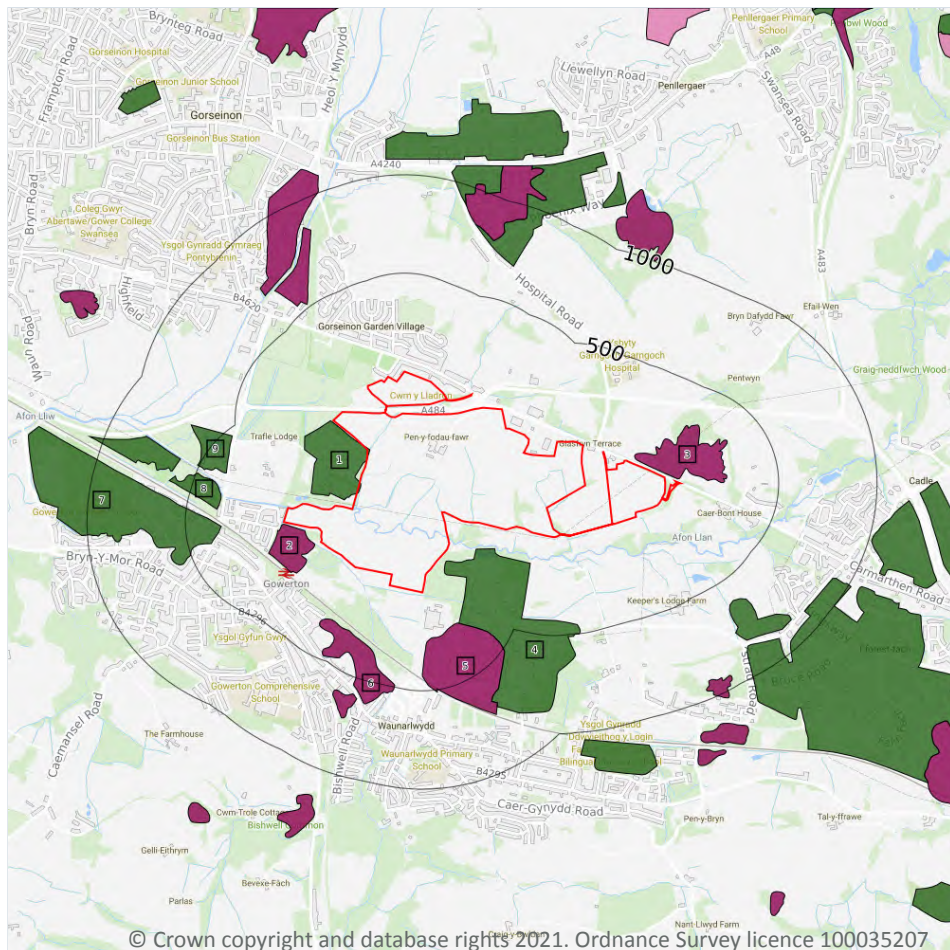 Brynteg Road
Penllergaer Primary
School
Penplwl Wood
Frampton Road
Gorseinon Hospital
Heol Y Mynydd
A48
Llewellyn Road
Swansea Road
Gorseinon Junior School
Penllergaer
Gorseinon
Gorseinon Bus Station
A4240
Bryn Road
Coleg Gwyr
Abertawe/Gower College
Swansea
Phoenix Way
Ysgol Gynradd Gymraeg
Pontybrenin
1000
A483
Highfield
B4620
Hospital Road
Efail-Wen
Waun Road
Gorseinon Garden Village
Bryn Dafydd Fawr
500
Hospital
Graig-neddfwch Wood
Pentwyn
Cwm y Lladron
Afon Lliw
A484
Trafle Lodge
Pen-y-fodau-fawr
Glasfryn Terrace
9
1
3
8
Cadle
7
Caer-Bont House
2
Afon Llan
Bryn-Y-Mor Road
Gowerton
Carmarthen Road
Keeper's Lodge Farm
B4296
Ysgol Gyfun Gwyr
4
5
6
Gowerton Comprehensive
School
Caemansel Road
Waunarlwydd
The Farmhouse
Bishwell Road
Waunarlwydd Primary
School
B4295
Caer-Gynydd Road
Cwm-Trole Cottage
Pen-y-Bryn
Tal-y-ffrawe
Gelli-Eithrym
Bevexe-Fâch
Parlas
Nant-Llwyd Farm
© Crown copyright and database rights 2021. Ordnance Survey licence 100035207